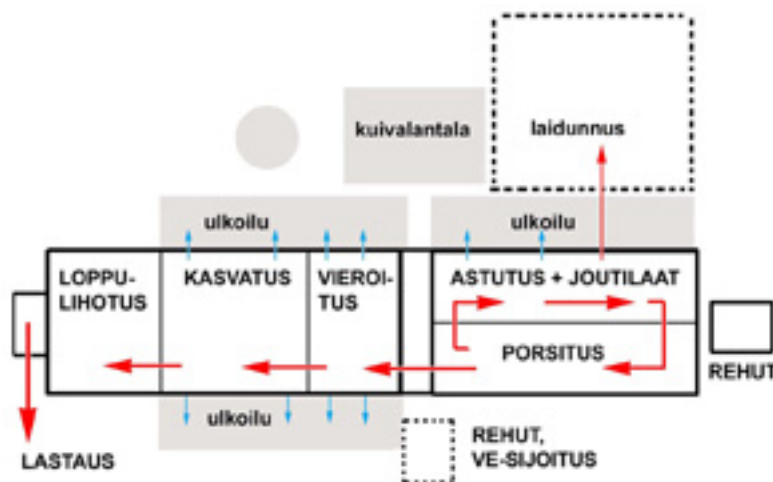 kuivalantala
laidunnus
ulkoilu
ulkoilu
LOPPU-
LIHOTUS
KASVATUS
VIEROI-
TUS
ASTUTUS + JOUTILAAT
PORSITUS
REHUT
ulkoilu
LASTAUS
REHUT,
VE-SIJOITUS